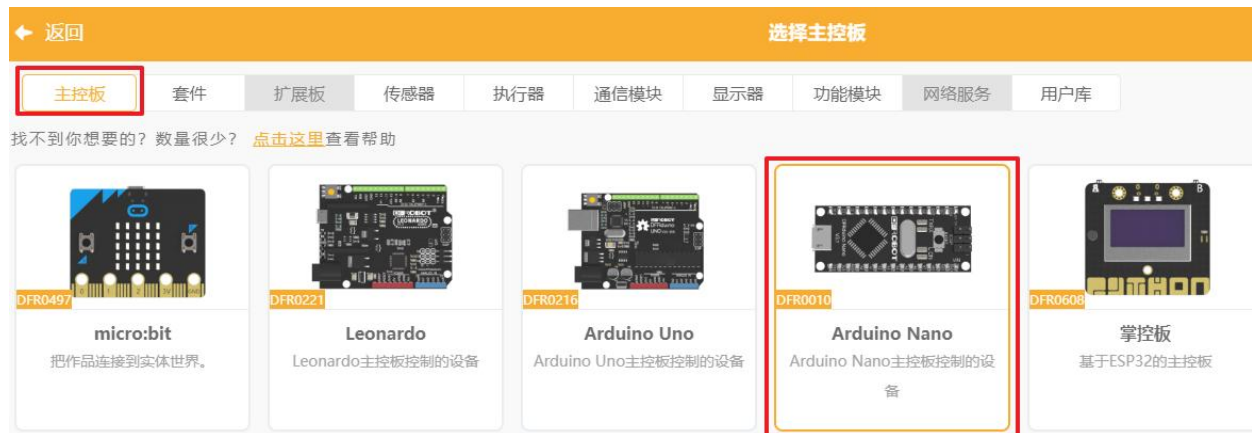 返回
选择主控板
主控板 套件 扩展板 传感器 执行器 通信模块 显示器 功能模块 网络服务 用户库
找不到你想要的？数量很少？ 点击这里查看帮助
DFR0497
micro:bit
把作品连接到实体世界。
DFR0221
Leonardo
Leonardo主控板控制的设备
DFR0216
Arduino Uno
Arduino Uno主控板控制的设备
DFR0010
Arduino Nano
Arduino Nano主控板控制的设
备
A B
DFR0608
掌控板
基于ESP32的主控板